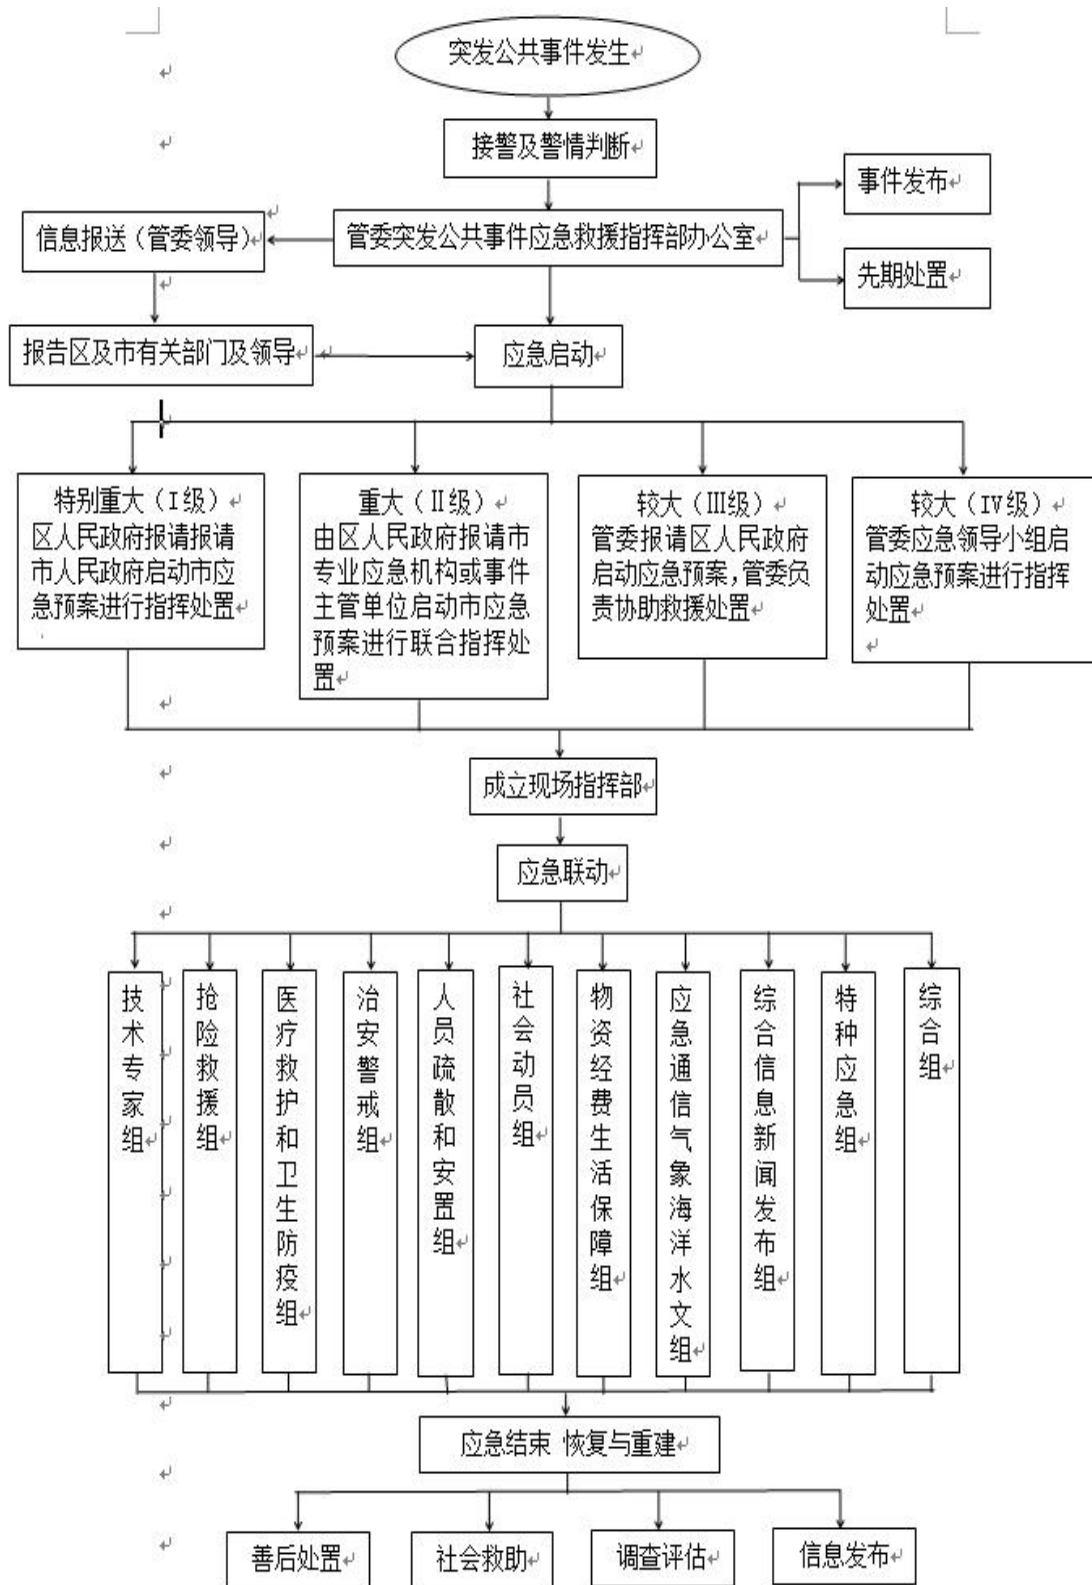 突发公共事件发生
接警及警情判断
事件发布
信息报送（管委领导）
管委突发公共事件应急救援指挥部办公室
先期处置
报告区及市有关部门及领导
应急启动
特别重大（I级）
区人民政府报请报请
市人民政府启动市应
急预案进行指挥处置
重大（II级）
由区人民政府报请市
专业应急机构或事件
主管单位启动市应急
预案进行联合指挥处
置
较大（III级）
管委报请区人民政府
启动应急预案，管委负
责协助救援处置
较大（IV级）
管委应急领导小组启
动应急预案进行指挥
处置
成立现场指挥部
应急联动
技术专家组
抢险救援组
医疗救护和卫生防疫组
治安警戒组
人员疏散和安置组
社会动员组
物资经费生活保障组
应急通信气象海洋水文组
综合信息新闻发布组
特种应急组
综合组
应急结束 恢复与重建
善后处置
社会救助
调查评估
信息发布